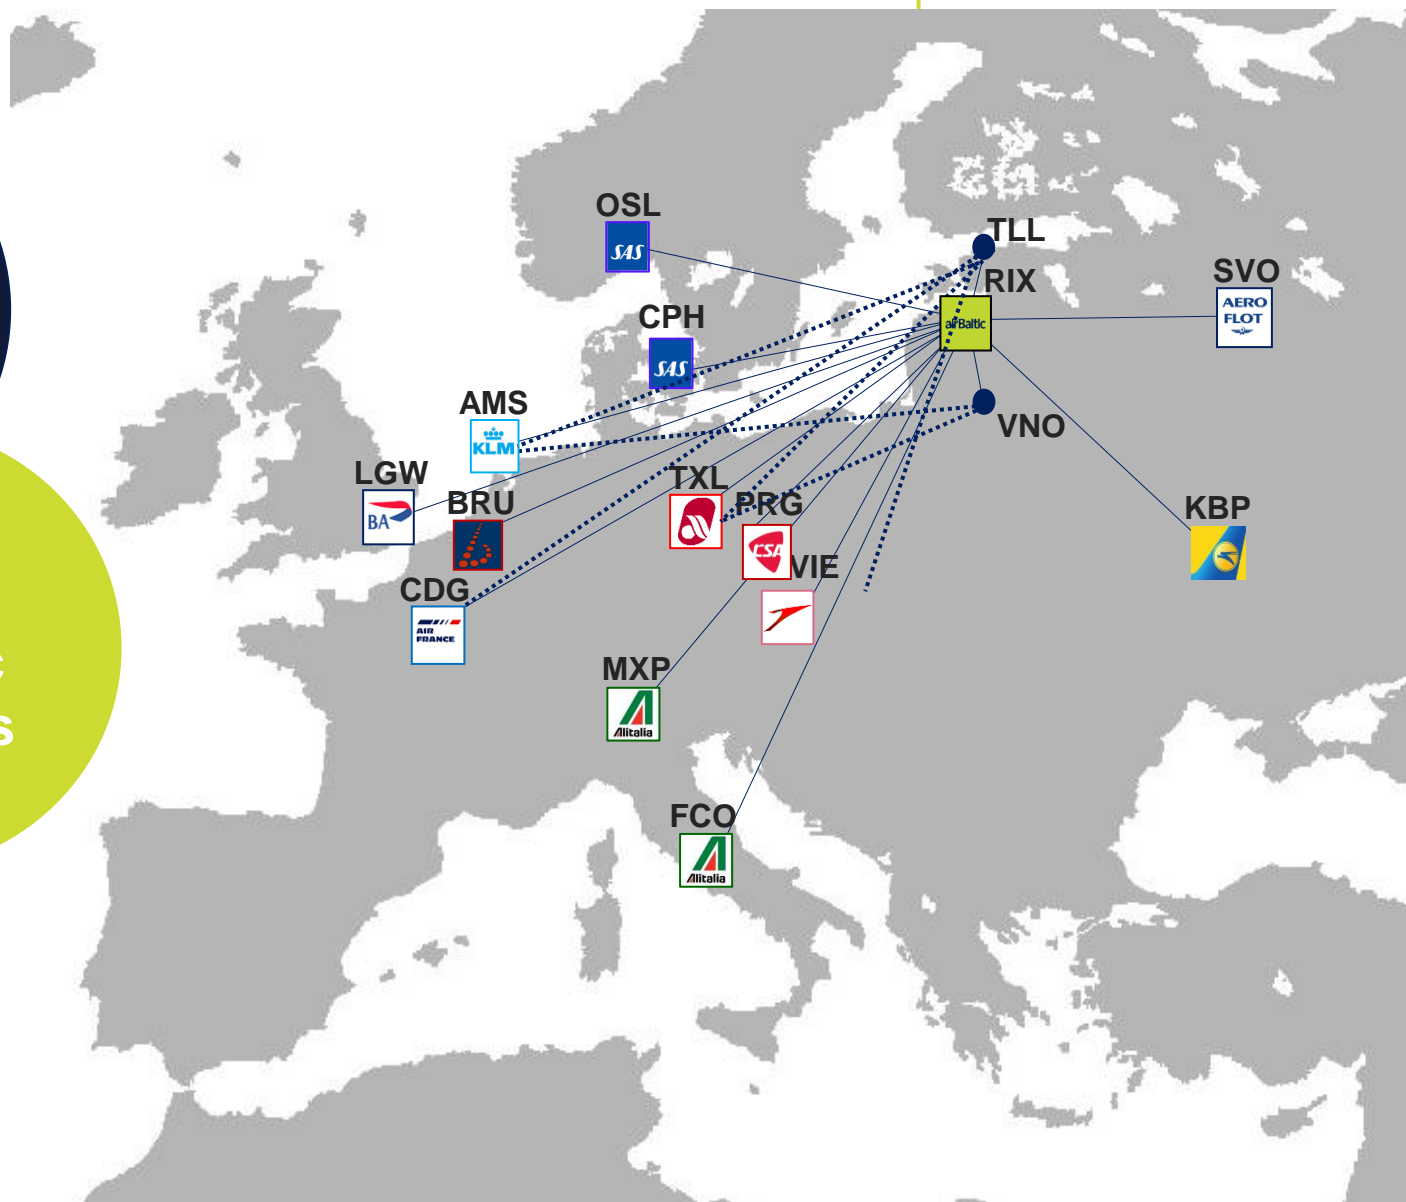 OSL
SAS
TLL
RIX
airBaltic
SVO
AERO
FLOT
CPH
SAS
AMS
KLM
VNO
LGW
BA
BRU
TXL
PRG
CSA
KBP
VIE
CDG
AIR
FRANCE
MXP
Alitalia
s
FCO
Alitalia